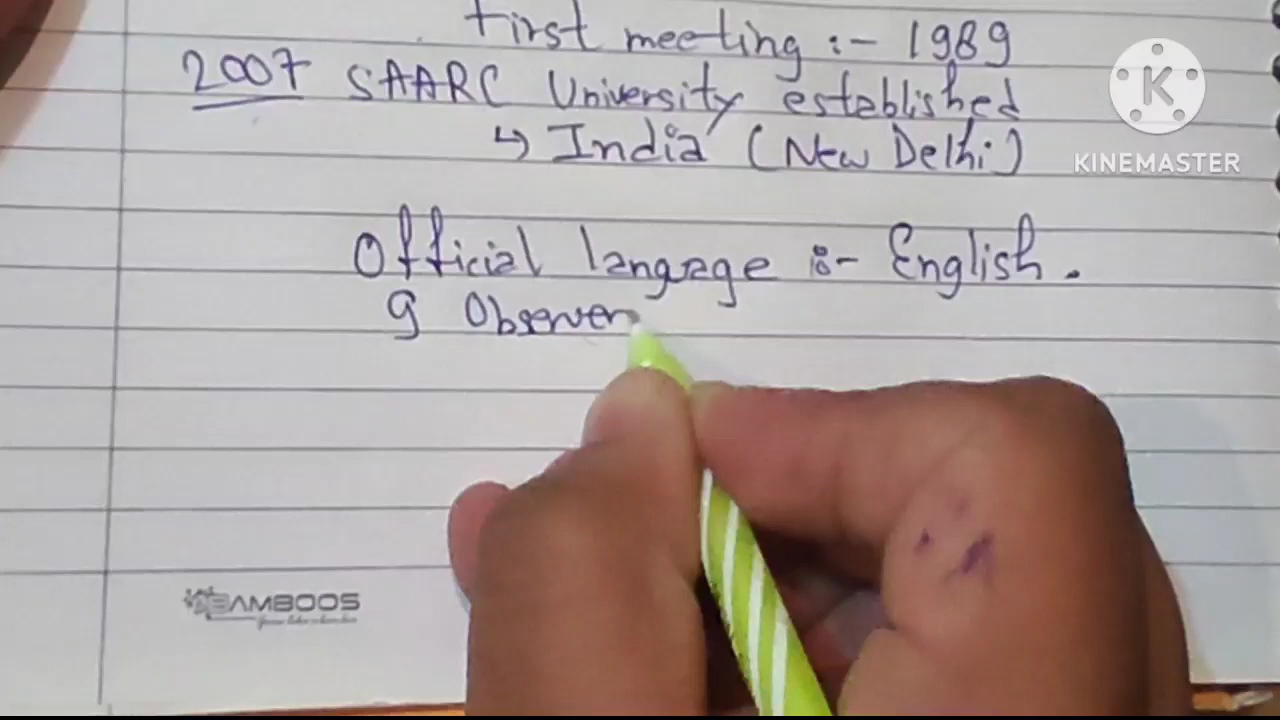 First meeting :- 1989
2007 SAARC University established
↳ India (New Delhi)
Official langage :- English.
9 Observer
K
KINEMASTER
BAMBOOS